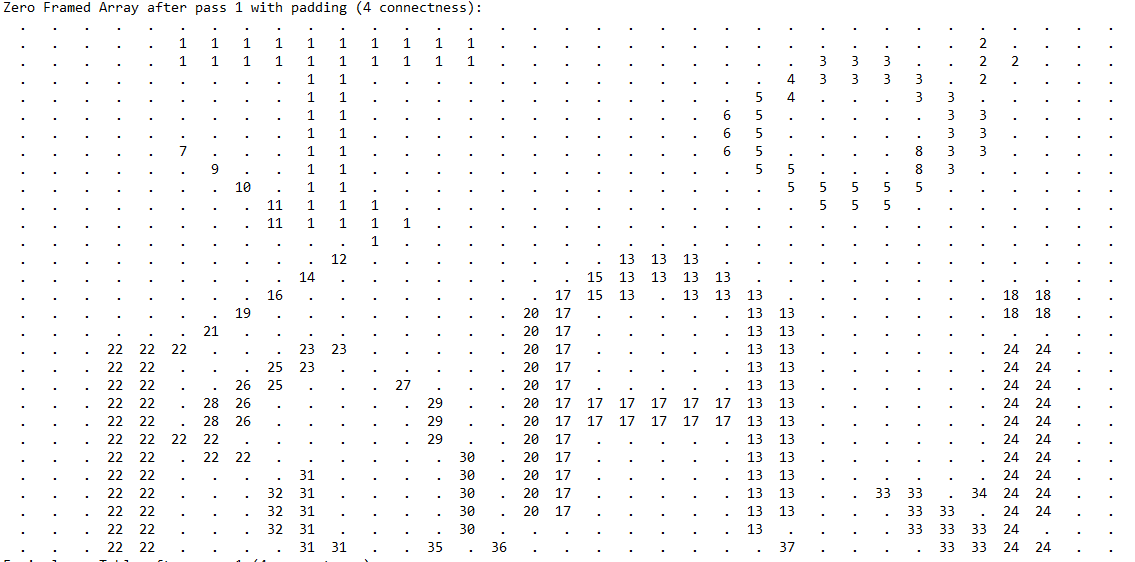 Zero Framed Array after pass 1 with padding (4 connectness):
. . . . . . . . . . . . . . . . . . . . . . . . . . . . . . . . . . .
. . . . . 1 1 1 1 1 1 1 1 1 1 . . . . . . . . . . . . . . . 2 . . . .
. . . . . 1 1 1 1 1 1 1 1 1 1 . . . . . . . . . . 3 3 3 . . 2 2 . . .
. . . . . . . . . 1 1 . . . . . . . . . . . . . 4 3 3 3 3 . 2 . . . .
. . . . . . . . . 1 1 . . . . . . . . . . . . 5 4 . . . 3 3 . . . . .
. . . . . . . . . 1 1 . . . . . . . . . . . 6 5 . . . . . 3 3 . . . .
. . . . . . . . . 1 1 . . . . . . . . . . . 6 5 . . . . . 3 3 . . . .
. . . . . 7 . . . 1 1 . . . . . . . . . . . 6 5 . . . . 8 3 3 . . . .
. . . . . . 9 . . 1 1 . . . . . . . . . . . . 5 5 . . . 8 3 . . . . .
. . . . . . . 10 . 1 1 . . . . . . . . . . . . . 5 5 5 5 5 . . . . . .
. . . . . . . . 11 1 1 1 . . . . . . . . . . . . . 5 5 5 . . . . . . .
. . . . . . . . 11 1 1 1 1 . . . . . . . . . . . . . . . . . . . . . .
. . . . . . . . . . . 1 . . . . . . . . . . . . . . . . . . . . . . .
. . . . . . . . . . 12 . . . . . . . . 13 13 13 . . . . . . . . . . . . .
. . . . . . . . . 14 . . . . . . . . 15 13 13 13 13 . . . . . . . . . . . .
. . . . . . . . 16 . . . . . . . . 17 15 13 . 13 13 13 . . . . . . . 18 18 . .
. . . . . . . 19 . . . . . . . . 20 17 . . . . . 13 13 . . . . . . 18 18 . .
. . . . . . 21 . . . . . . . . . 20 17 . . . . . 13 13 . . . . . . . . . .
. . . 22 22 22 . . . 23 23 . . . . . 20 17 . . . . . 13 13 . . . . . . 24 24 . .
. . . 22 22 . . . 25 23 . . . . . . 20 17 . . . . . 13 13 . . . . . . 24 24 . .
. . . 22 22 . . 26 25 . . . 27 . . . 20 17 . . . . . 13 13 . . . . . . 24 24 . .
. . . 22 22 . 28 26 . . . . . 29 . . 20 17 17 17 17 17 17 13 13 . . . . . . 24 24 . .
. . . 22 22 . 28 26 . . . . . 29 . . 20 17 17 17 17 17 17 13 13 . . . . . . 24 24 . .
. . . 22 22 22 22 . . . . . . 29 . . 20 17 . . . . . 13 13 . . . . . . 24 24 . .
. . . 22 22 . 22 22 . . . . . . 30 . 20 17 . . . . . 13 13 . . . . . . 24 24 . .
. . . 22 22 . . . . 31 . . . . 30 . 20 17 . . . . . 13 13 . . . . . . 24 24 . .
. . . 22 22 . . . 32 31 . . . . 30 . 20 17 . . . . . 13 13 . . 33 33 . 34 24 24 . .
. . . 22 22 . . . 32 31 . . . . 30 . 20 17 . . . . . 13 13 . . . 33 33 . 24 24 . .
. . . 22 22 . . . 32 31 . . . . 30 . . . . . . . . 13 . . . . 33 33 33 24 . . .
. . . 22 22 . . . . 31 31 . . 35 . 36 . . . . . . . . 37 . . . . 33 33 24 24 . .